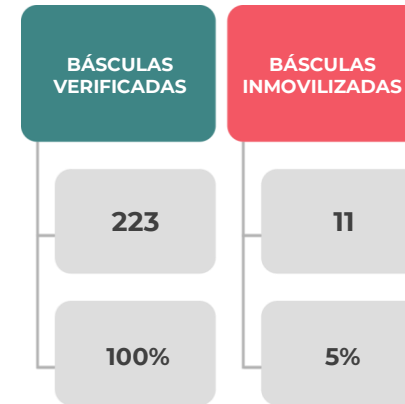 BÁSCULAS
VERIFICADAS
223
100%
BÁSCULAS
INMOVILIZADAS
11
5%